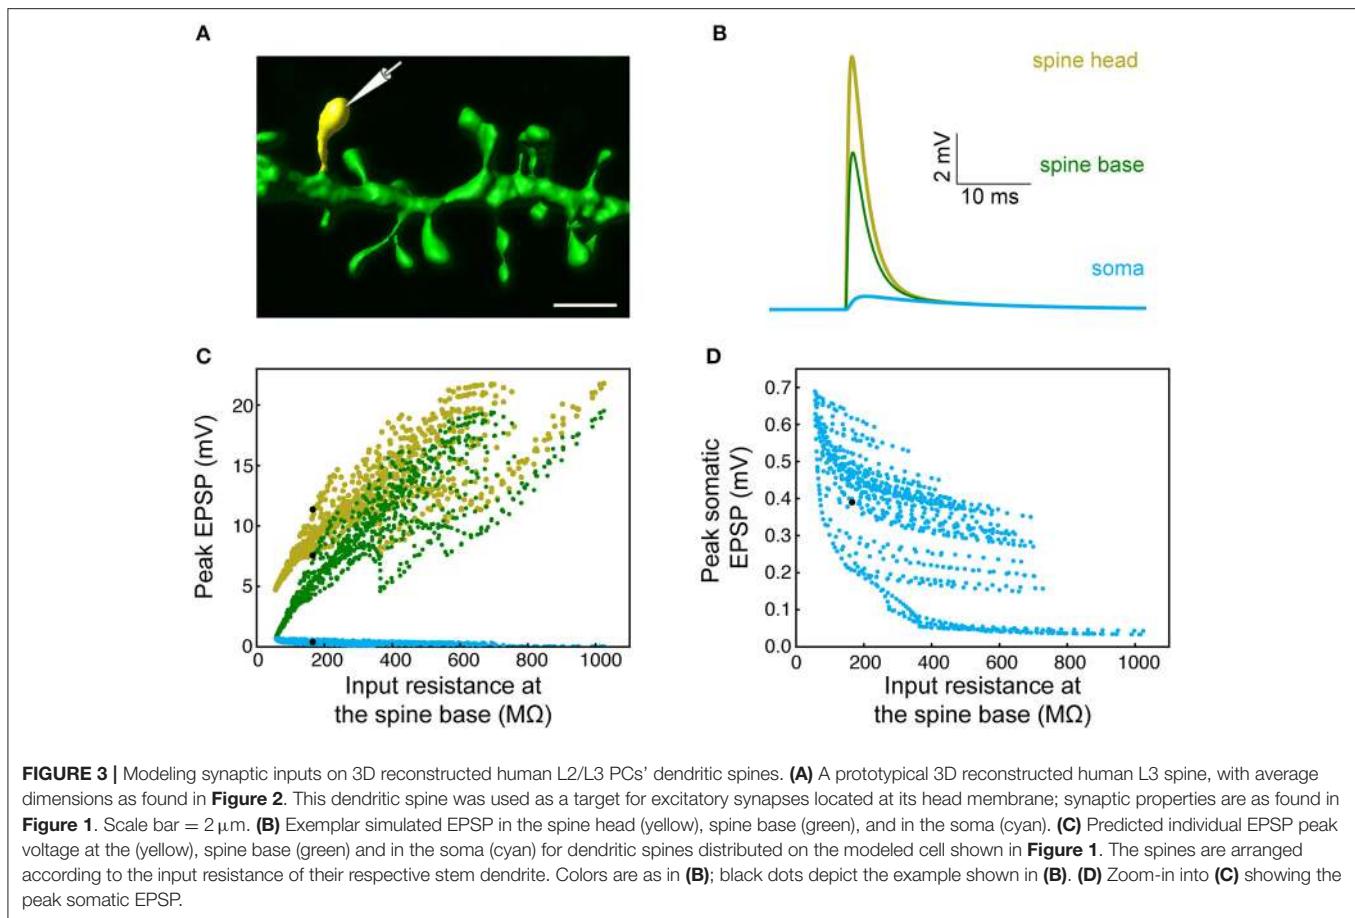 A
B
spine head
spine base
2 mV
10 ms
soma
C
20
15
10
5
0
Peak EPSP (mV)
0 200 400 600 800 1000
Input resistance at
the spine base (MΩ)
D
0.7
0.6
0.5
0.4
0.3
0.2
0.1
0.0
Peak somatic
EPSP (mV)
0 200 400 600 800 1000
Input resistance at
the spine base (MΩ)
FIGURE 3 | Modeling synaptic inputs on 3D reconstructed human L2/L3 PCs' dendritic spines. (A) A prototypical 3D reconstructed human L3 spine, with average
dimensions as found in Figure 2. This dendritic spine was used as a target for excitatory synapses located at its head membrane; synaptic properties are as found in
Figure 1. Scale bar = 2 μm. (B) Exemplar simulated EPSP in the spine head (yellow), spine base (green), and in the soma (cyan). (C) Predicted individual EPSP peak
voltage at the (yellow), spine base (green) and in the soma (cyan) for dendritic spines distributed on the modeled cell shown in Figure 1. The spines are arranged
according to the input resistance of their respective stem dendrite. Colors are as in (B); black dots depict the example shown in (B). (D) Zoom-in into (C) showing the
peak somatic EPSP.